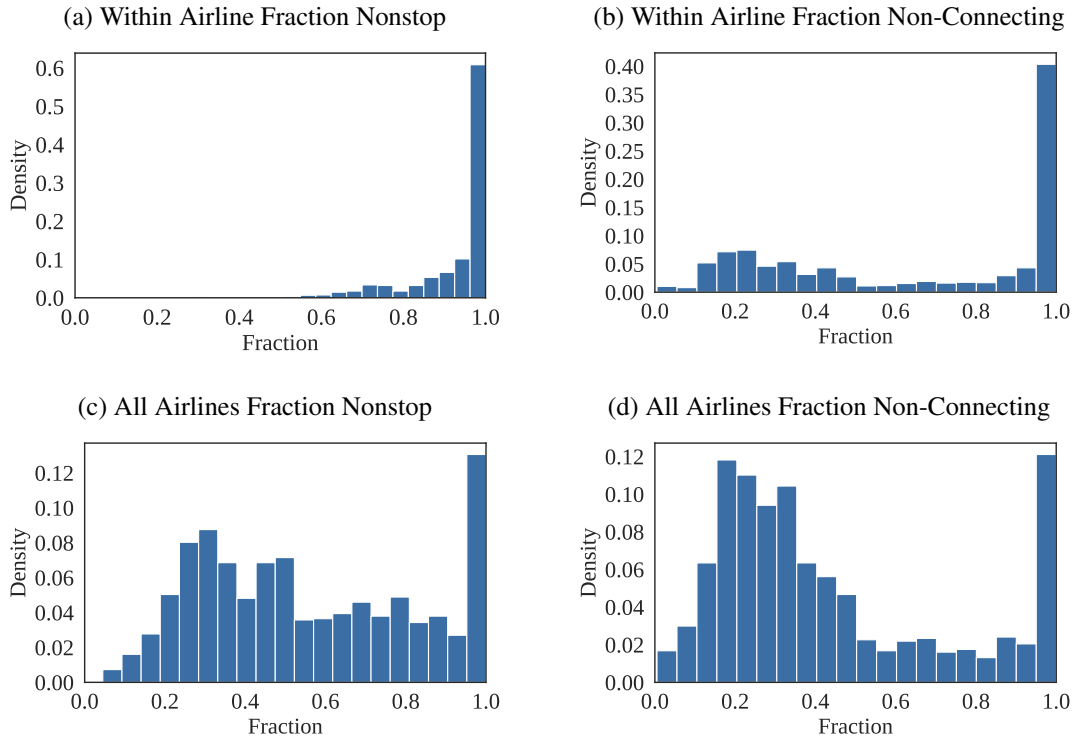 (a) Within Airline Fraction Nonstop
(b) Within Airline Fraction Non-Connecting
0.6
0.5
0.4
0.3
0.2
0.1
0.0
Density
0.0 0.2 0.4 0.6 0.8 1.0
Fraction
0.40
0.35
0.30
0.25
0.20
0.15
0.10
0.05
0.00
Density
0.0 0.2 0.4 0.6 0.8 1.0
Fraction
(c) All Airlines Fraction Nonstop
(d) All Airlines Fraction Non-Connecting
0.12
0.10
0.08
0.06
0.04
0.02
0.00
Density
0.0 0.2 0.4 0.6 0.8 1.0
Fraction
0.12
0.10
0.08
0.06
0.04
0.02
0.00
Density
0.0 0.2 0.4 0.6 0.8 1.0
Fraction